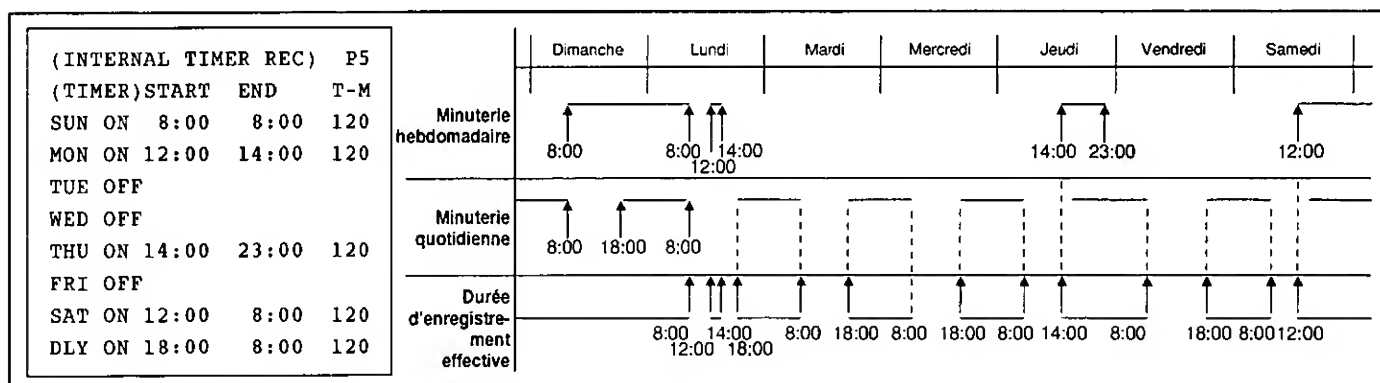 (INTERNAL TIMER REC) P5
(TIMER)START END T-M
SUN ON 8:00 8:00 120
MON ON 12:00 14:00 120
TUE OFF
WED OFF
THU ON 14:00 23:00 120
FRI OFF
SAT ON 12:00 8:00 120
DLY ON 18:00 8:00 120
Dimanche Lundi Mardi Mercredi Jeudi Vendredi Samedi
Minuterie
hebdomadaire
8:00 8:00 14:00 14:00 23:00 12:00
12:00
Minuterie
quotidienne
8:00 18:00 8:00
Durée
d'enregistre-
ment
effective
8:00 14:00 8:00 18:00 8:00 18:00 8:00 14:00 8:00 18:00 8:00 12:00
12:00 18:00